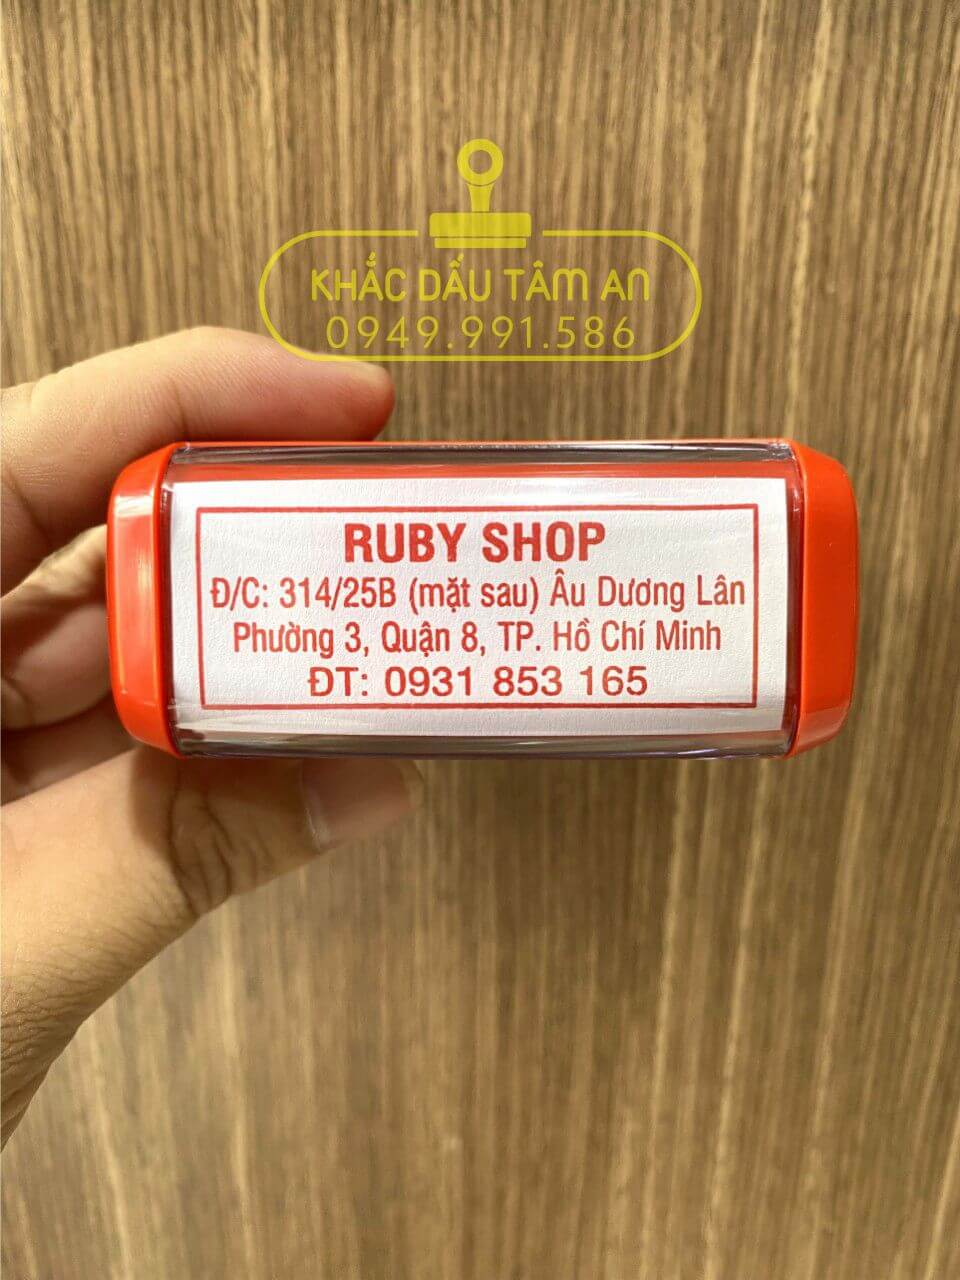 KHẮC DẤU TÂM AN
0949.991.586
RUBY SHOP
Đ/C: 314/25B (mặt sau) Âu Dương Lân
Phường 3, Quận 8, TP. Hồ Chí Minh
ĐT: 0931 853 165